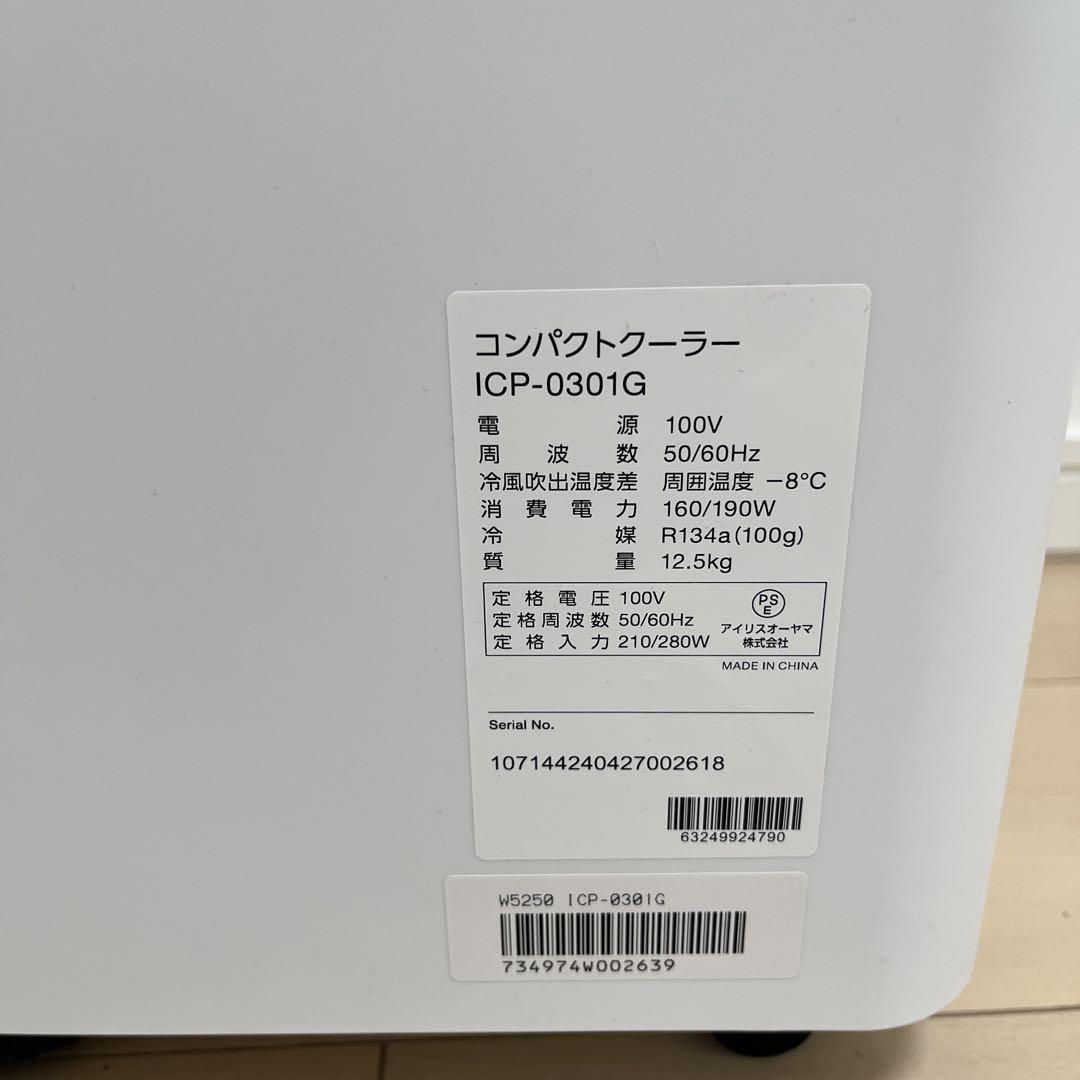 コンパクトクーラー
ICP-0301G
電源 100V
周波数 50/60Hz
冷風吹出温度差 周囲温度 −8℃
消費電力 160/190W
冷媒 R134a(100g)
質量 12.5kg
定格電圧 100V
定格周波数 50/60Hz
定格入力 210/280W
PS
E
アイリスオーヤマ
株式会社
MADE IN CHINA
Serial No.
107144240427002618
63249924790
W5250 ICP-0301G
734974W002639